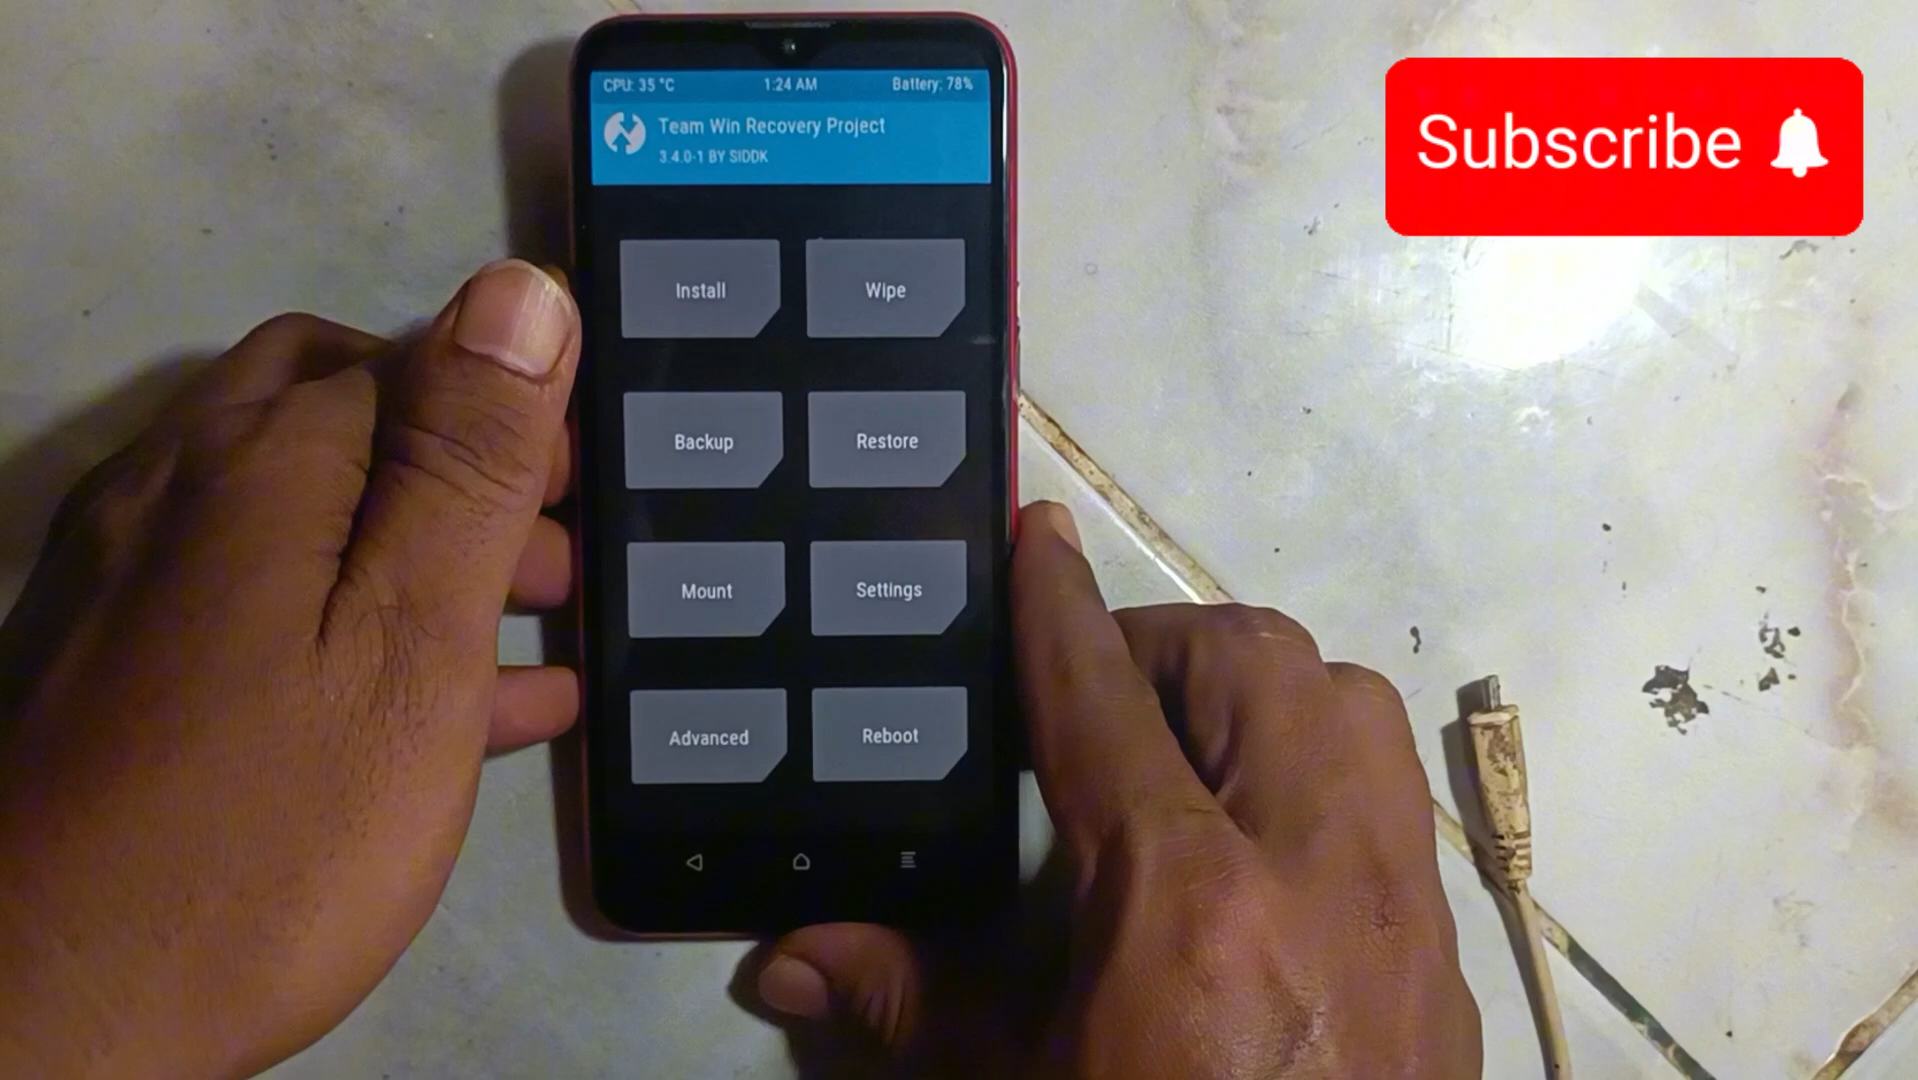 CPU: 35 °C 1:24 AM Battery: 78%
Team Win Recovery Project
3.4.0-1 BY SIDDK
Subscribe
Install Wipe
Backup Restore
Mount Settings
Advanced Reboot